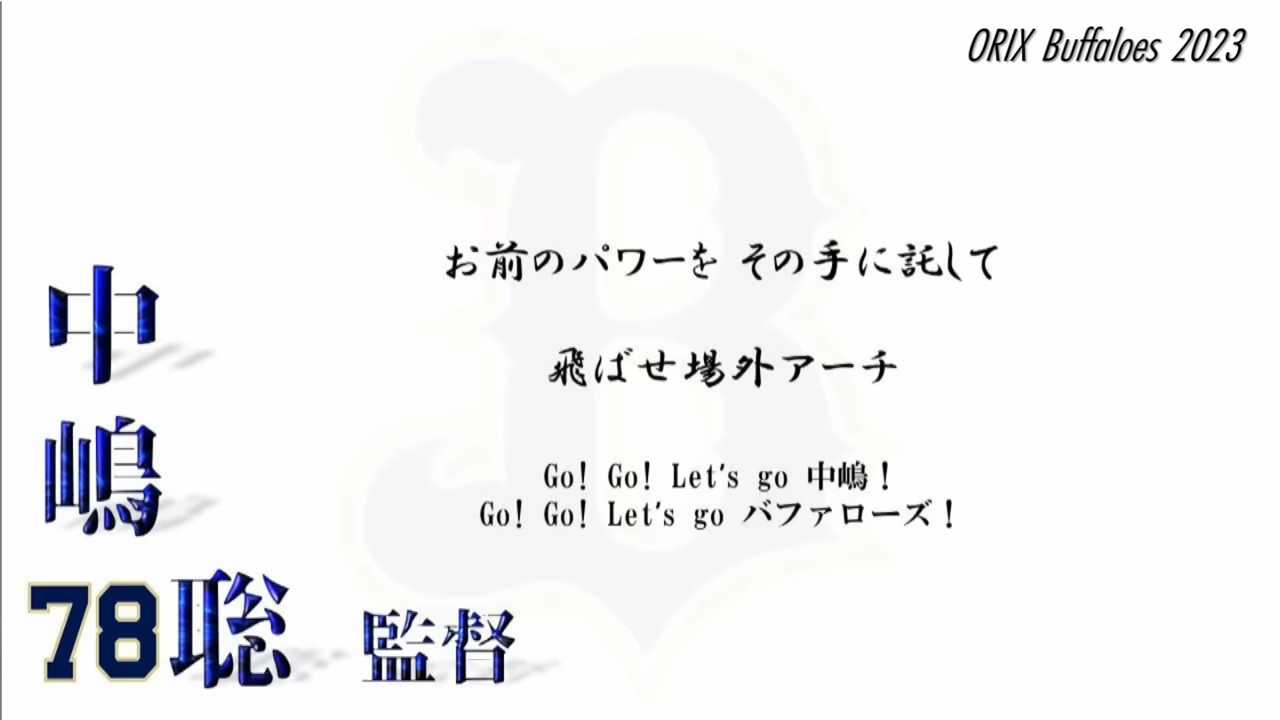 ORIX Buffaloes 2023
お前のパワーを その手に託して
飛ばせ場外アーチ
Go! Go! Let's go 中嶋!
Go! Go! Let's go バファローズ!
中嶋聡
78
監督